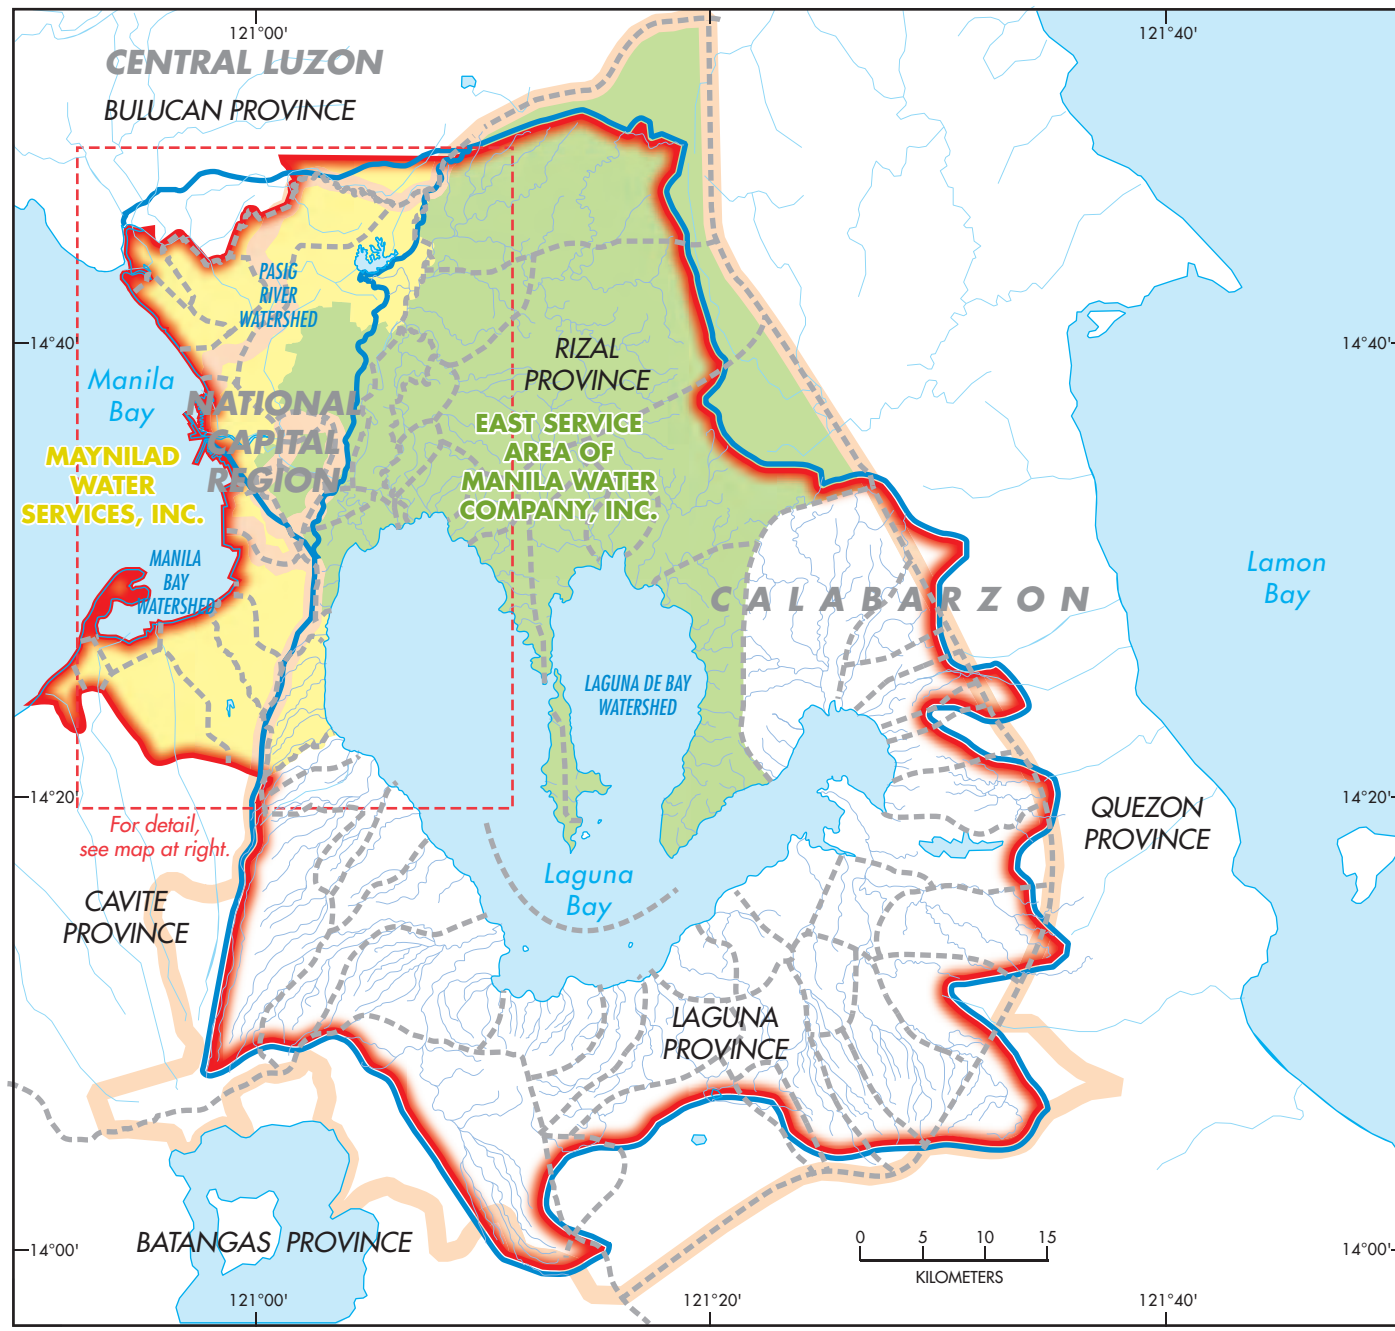 121°00'
121°40'
CENTRAL LUZON
BULUCAN PROVINCE
PASIG
RIVER
WATERSHED
14°40'
14°40'
RIZAL
PROVINCE
Manila
Bay
NATIONAL
CAPITAL
REGION
EAST SERVICE
AREA OF
MANILA WATER
COMPANY, INC.
MAYNILAD
WATER
SERVICES, INC.
MANILA
BAY
WATERSHED
Lamon
Bay
CALABARZON
LAGUNA DE BAY
WATERSHED
14°20'
14°20'
QUEZON
PROVINCE
For detail,
see map at right.
Laguna
Bay
CAVITE
PROVINCE
LAGUNA
PROVINCE
BATANGAS PROVINCE
0 5 10 15
KILOMETERS
14°00'
14°00'
121°00'
121°20'
121°40'